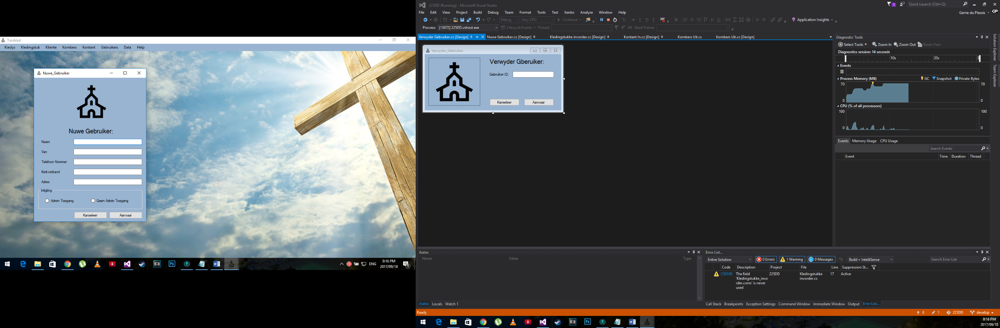 Tuisblad
Kieslys Kledingstuk Kliente Kombers Kontant Gebruikers Data Help
Nuwe_Gebruiker
Nuwe Gebruiker:
Naam
Van
Telefoon Nommer
Kerkverband
Adres
Inligting
Admin Toegang Geen Admin Toegang
Kanseleer Aanvaar
ENG 8:16 PM
2017/09/18 1
225DD (Running) - Microsoft Visual Studio
1 Quick Launch (Ctrl+Q)
File Edit View Project Build Debug Team Format Tools Test Xenko Analyze Window Help
Gerrie du Plessis GP
Debug Any CPU Continue Application Insights
Process: [13672] 225DD.vshost.exe Lifecycle Events Thread: Stack Frame:
Verwyder Gebruiker.cs [Design] Nuwe Gebruiker.cs [Design] Kledingstukke invorder.cs [Design] Kontant In.cs [Design] Kombers Uit.cs Kombers Uit.cs [Design]
Verwyder_Gebruiker
Verwyder Gberuiker:
Gebruiker ID:
Kanseleer Aanvaar
Diagnostic Tools
Select Tools Zoom In Zoom Out Reset View
Diagnostics session: 14 seconds
10s 20s
Events
Process Memory (MB) GC Snapshot Private Bytes
70 70
0 0
CPU (% of all processors)
100 100
0 0
Events Memory Usage CPU Usage
Search Events
Event Time Duration Thread
Solution Explorer
Team Explorer
Autos
Name Value Type
Autos Locals Watch 1
Error List...
Entire Solution 0 Errors 1 Warning 0 Messages Build + IntelliSense Search Error List
Code Description Project File Line Suppression St...
CS0169 The field 225DD Kledingstukke 17 Active
'Kledingstukke_invo invorder.cs
rder.conn' is never
used
Call Stack Breakpoints Exception Settings Command Window Immediate Window Output Error List...
Ready 0 1 225DD develop
8:16 PM
2017/09/18